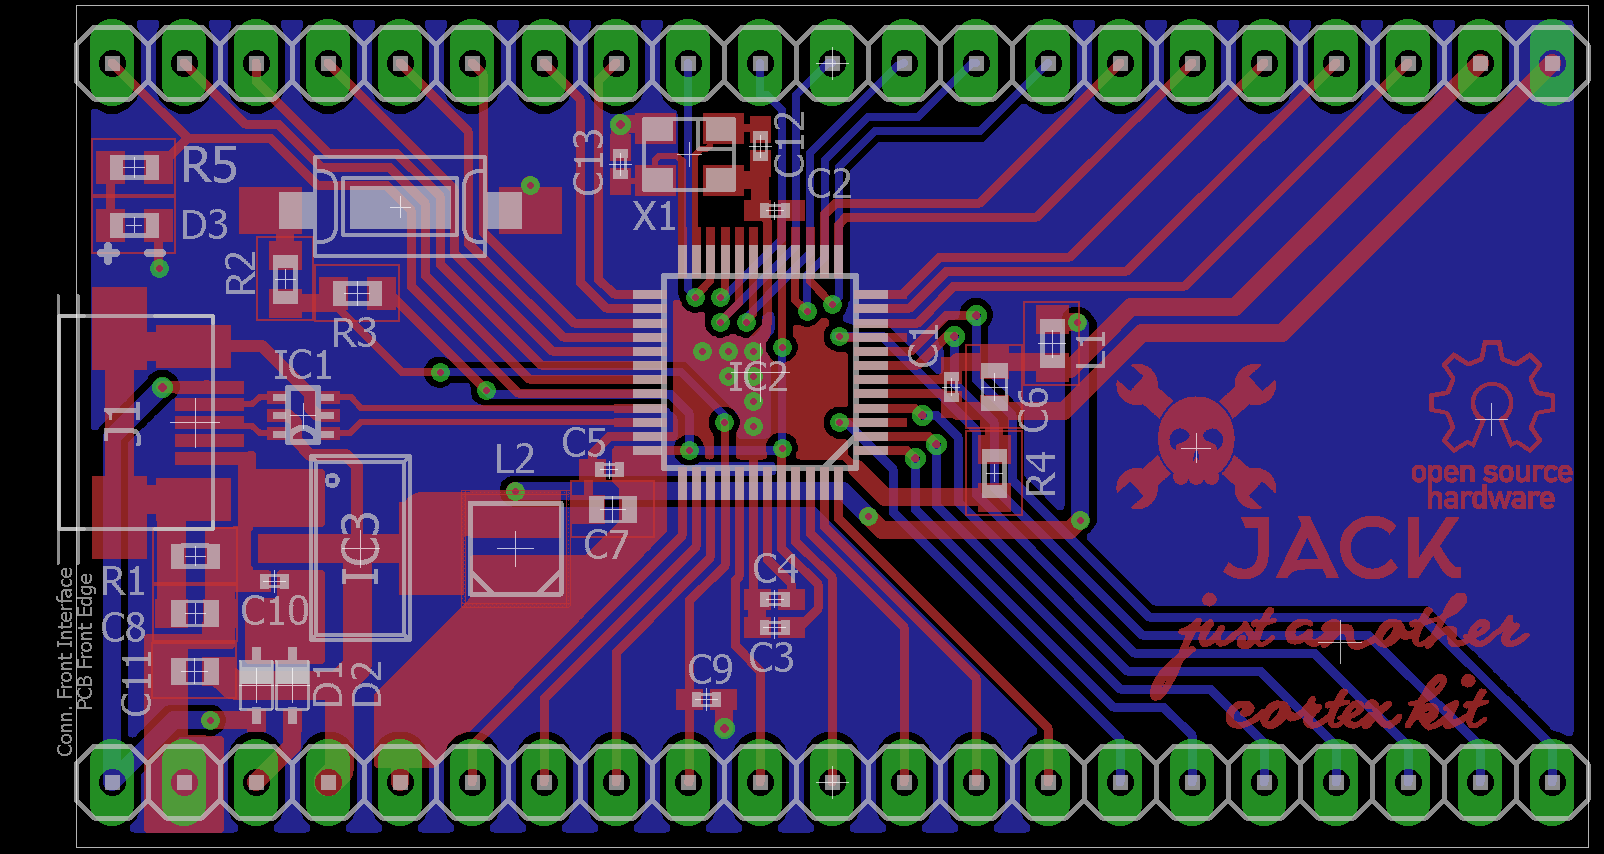 C13
C12
R5
C2
X1
D3
+ -
R2
R3
C1
L1
IC1
IC2
C6
J1
open source
hardware
C5
L2
R4
JACK
IC3
C7
C4
R1
C10
just another
C8
C3
C9
C11
D1
D2
cortex kit
Conn. Front Interface
PCB Front Edge